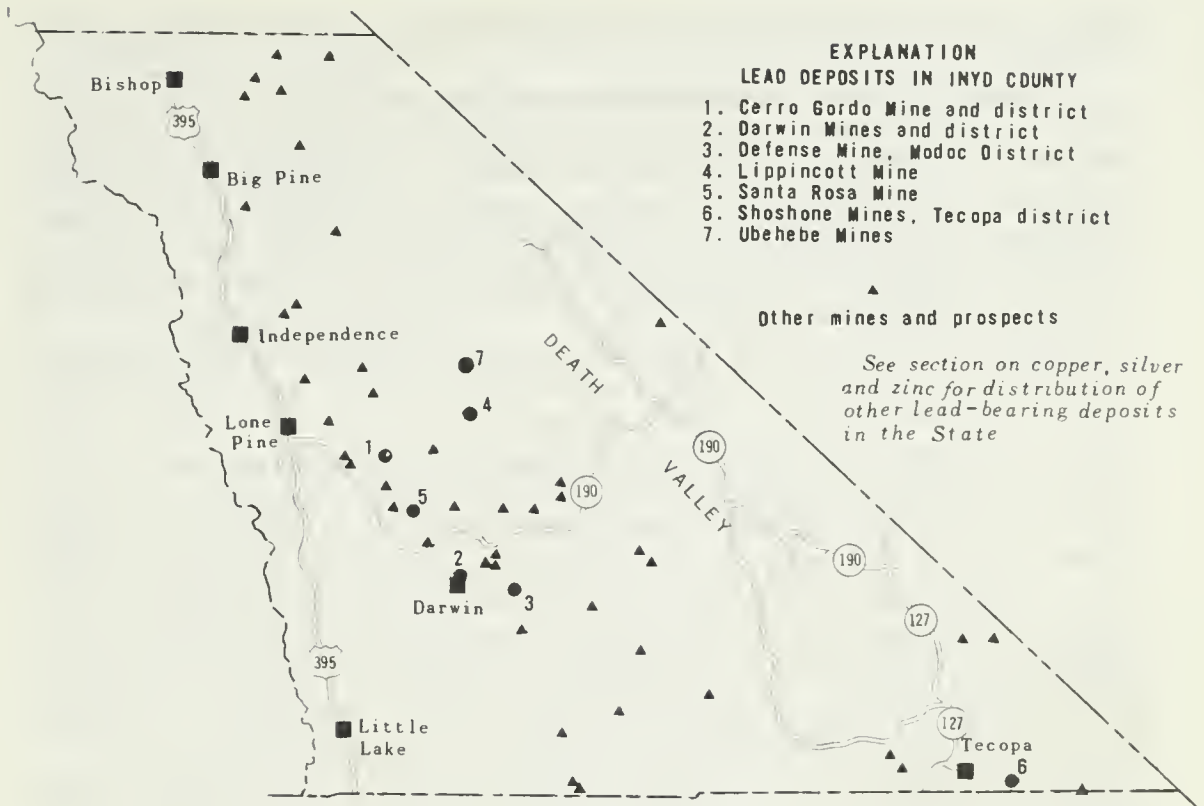 EXPLANATION
LEAD DEPOSITS IN INYD COUNTY
1. Cerro Gordo Mine and district
2. Darwin Mines and district
3. Defense Mine, Modoc District
4. Lippincott Mine
5. Santa Rosa Mine
6. Shoshone Mines, Tecopa district
7. Ubehebe Mines
Other mines and prospects
See section on copper, silver
and zinc for distribution of
other lead-bearing deposits
in the State
Bishop
395
Big Pine
Independence
DEATH
7
4
Lone
Pine
1
190
VALLEY
190
5
190
2
Darwin
3
127
395
Little
Lake
127
Tecopa
6